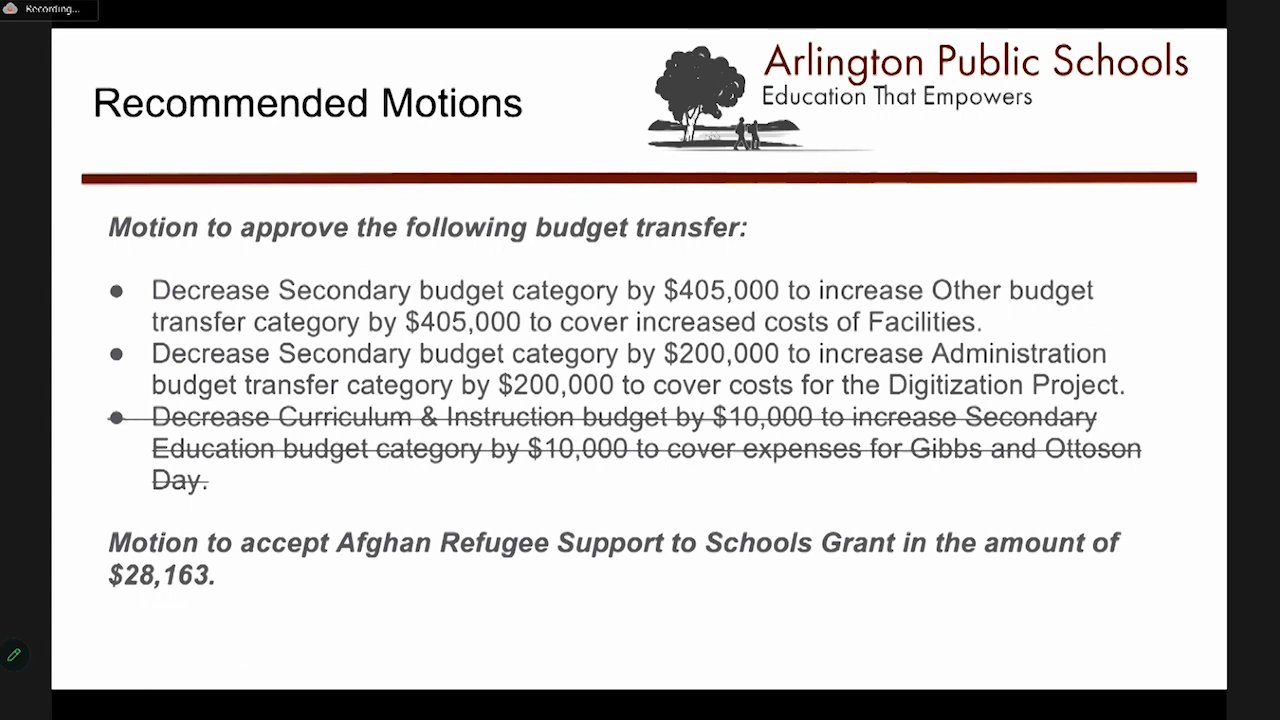 Recording...
Arlington Public Schools
Education That Empowers
Recommended Motions
Motion to approve the following budget transfer:
● Decrease Secondary budget category by $405,000 to increase Other budget
transfer category by $405,000 to cover increased costs of Facilities.
● Decrease Secondary budget category by $200,000 to increase Administration
budget transfer category by $200,000 to cover costs for the Digitization Project.
● Decrease Curriculum & Instruction budget by $10,000 to increase Secondary
Education budget category by $10,000 to cover expenses for Gibbs and Ottoson
Day.
Motion to accept Afghan Refugee Support to Schools Grant in the amount of
$28,163.